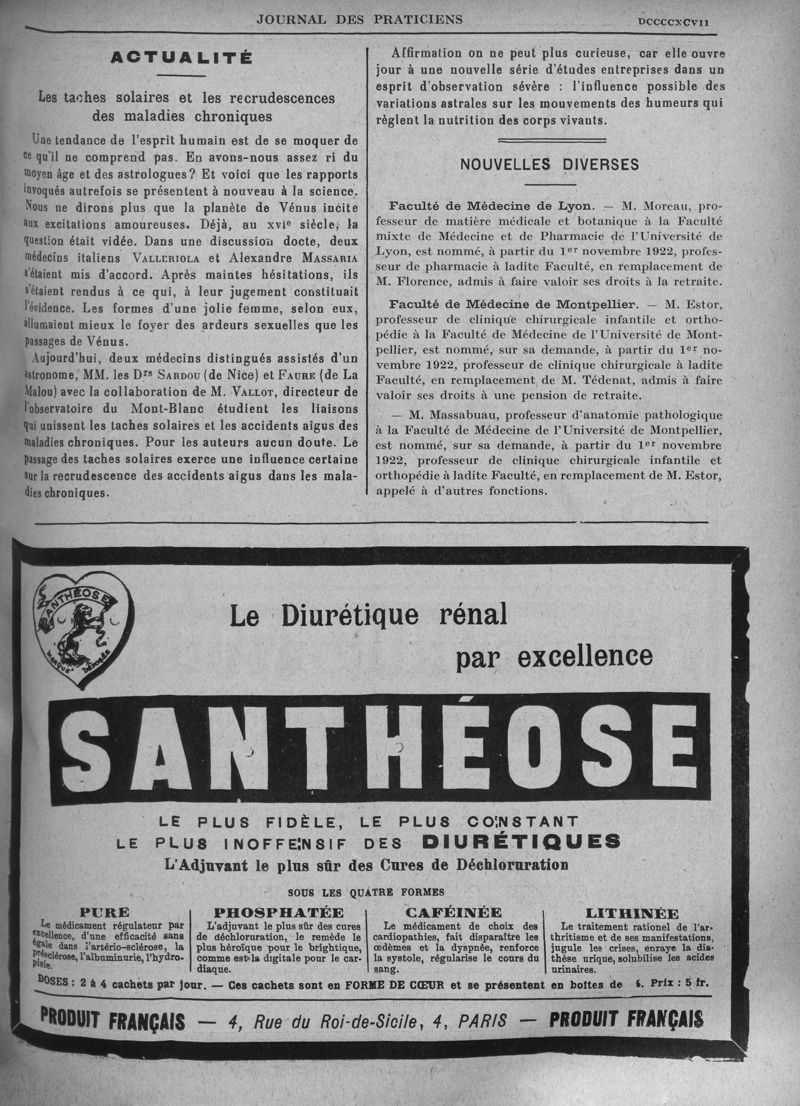 JOURNAL DES PRATICIENS
DCCCCXCVII
ACTUALITÉ
Les taches solaires et les recrudescences
des maladies chroniques
Une tendance de l'esprit humain est de se moquer de
ce qu'il ne comprend pas. En avons-nous assez ri du
moyen âge et des astrologues ? Et voici que les rapports
invoqués autrefois se présentent à nouveau à la science.
Nous ne dirons plus que la planète de Vénus incite
aux excitations amoureuses. Déjà, au XVIe siècle, la
question était vidée. Dans une discussion docte, deux
médecins italiens VALLERIOLA et Alexandre MASSARIA
s'étaient mis d'accord. Après maintes hésitations, ils
s'étaient rendus à ce qui, à leur jugement constituait
l'évidence. Les formes d'une jolie femme, selon eux,
allumaient mieux le foyer des ardeurs sexuelles que les
passages de Vénus.
Aujourd'hui, deux médecins distingués assistés d'un
astronome, MM. les Drs SARDOU (de Nice) et FAURE (de La
Malou) avec la collaboration de M. VALLOT, directeur de
l'observatoire du Mont-Blanc étudient les liaisons
qui unissent les taches solaires et les accidents aigus des
maladies chroniques. Pour les auteurs aucun doute. Le
passage des taches solaires exerce une influence certaine
sur la recrudescence des accidents aigus dans les mala-
dies chroniques.
Affirmation on ne peut plus curieuse, car elle ouvre
jour à une nouvelle série d'études entreprises dans un
esprit d'observation sévère : l'influence possible des
variations astrales sur les mouvements des humeurs qui
règlent la nutrition des corps vivants.
NOUVELLES DIVERSES
Faculté de Médecine de Lyon. — M. Moreau, pro-
fesseur de matière médicale et botanique à la Faculté
mixte de Médecine et de Pharmacie de l'Université de
Lyon, est nommé, à partir du 1er novembre 1922, profes-
seur de pharmacie à ladite Faculté, en remplacement de
M. Florence, admis à faire valoir ses droits à la retraite.
Faculté de Médecine de Montpellier. — M. Estor,
professeur de clinique chirurgicale infantile et ortho-
pédie à la Faculté de Médecine de l'Université de Mont-
pellier, est nommé, sur sa demande, à partir du 1er no-
vembre 1922, professeur de clinique chirurgicale à ladite
Faculté, en remplacement de M. Tédenat, admis à faire
valoir ses droits à une pension de retraite.
— M. Massabuau, professeur d'anatomie pathologique
à la Faculté de Médecine de l'Université de Montpellier,
est nommé, sur sa demande, à partir du 1er novembre
1922, professeur de clinique chirurgicale infantile et
orthopédie à ladite Faculté, en remplacement de M. Estor,
appelé à d'autres fonctions.
SANTHÉOSE
MARQUE DÉPOSÉE
Le Diurétique rénal
par excellence
SANTHÉOSE
LE PLUS FIDÈLE, LE PLUS CONSTANT
LE PLUS INOFFENSIF DES DIURÉTIQUES
L'Adjuvant le plus sûr des Cures de Déchloruration
SOUS LES QUATRE FORMES
PURE
Le médicament régulateur par
excellence, d'une efficacité sans
égale dans l'artério-sclérose, la
présclérose, l'albuminurie, l'hydro-
pisie.
PHOSPHATÉE
L'adjuvant le plus sûr des cures
de déchloruration, le remède le
plus héroïque pour le brightique,
comme est la digitale pour le car-
diaque.
CAFÉINÉE
Le médicament de choix des
cardiopathies, fait disparaître les
œdèmes et la dyspnée, renforce
la systole, régularise le cours du
sang.
LITHINÉE
Le traitement rationel de l'ar-
thritisme et de ses manifestations,
jugule les crises, enraye la dia-
thèse urique, solubilise les acides
urinaires.
DOSES : 2 à 4 cachets par jour. — Ces cachets sont en FORME DE CŒUR et se présentent en boîtes de Prix : 5 fr.
PRODUIT FRANÇAIS — 4, Rue du Roi-de-Sicile, 4, PARIS — PRODUIT FRANÇAIS